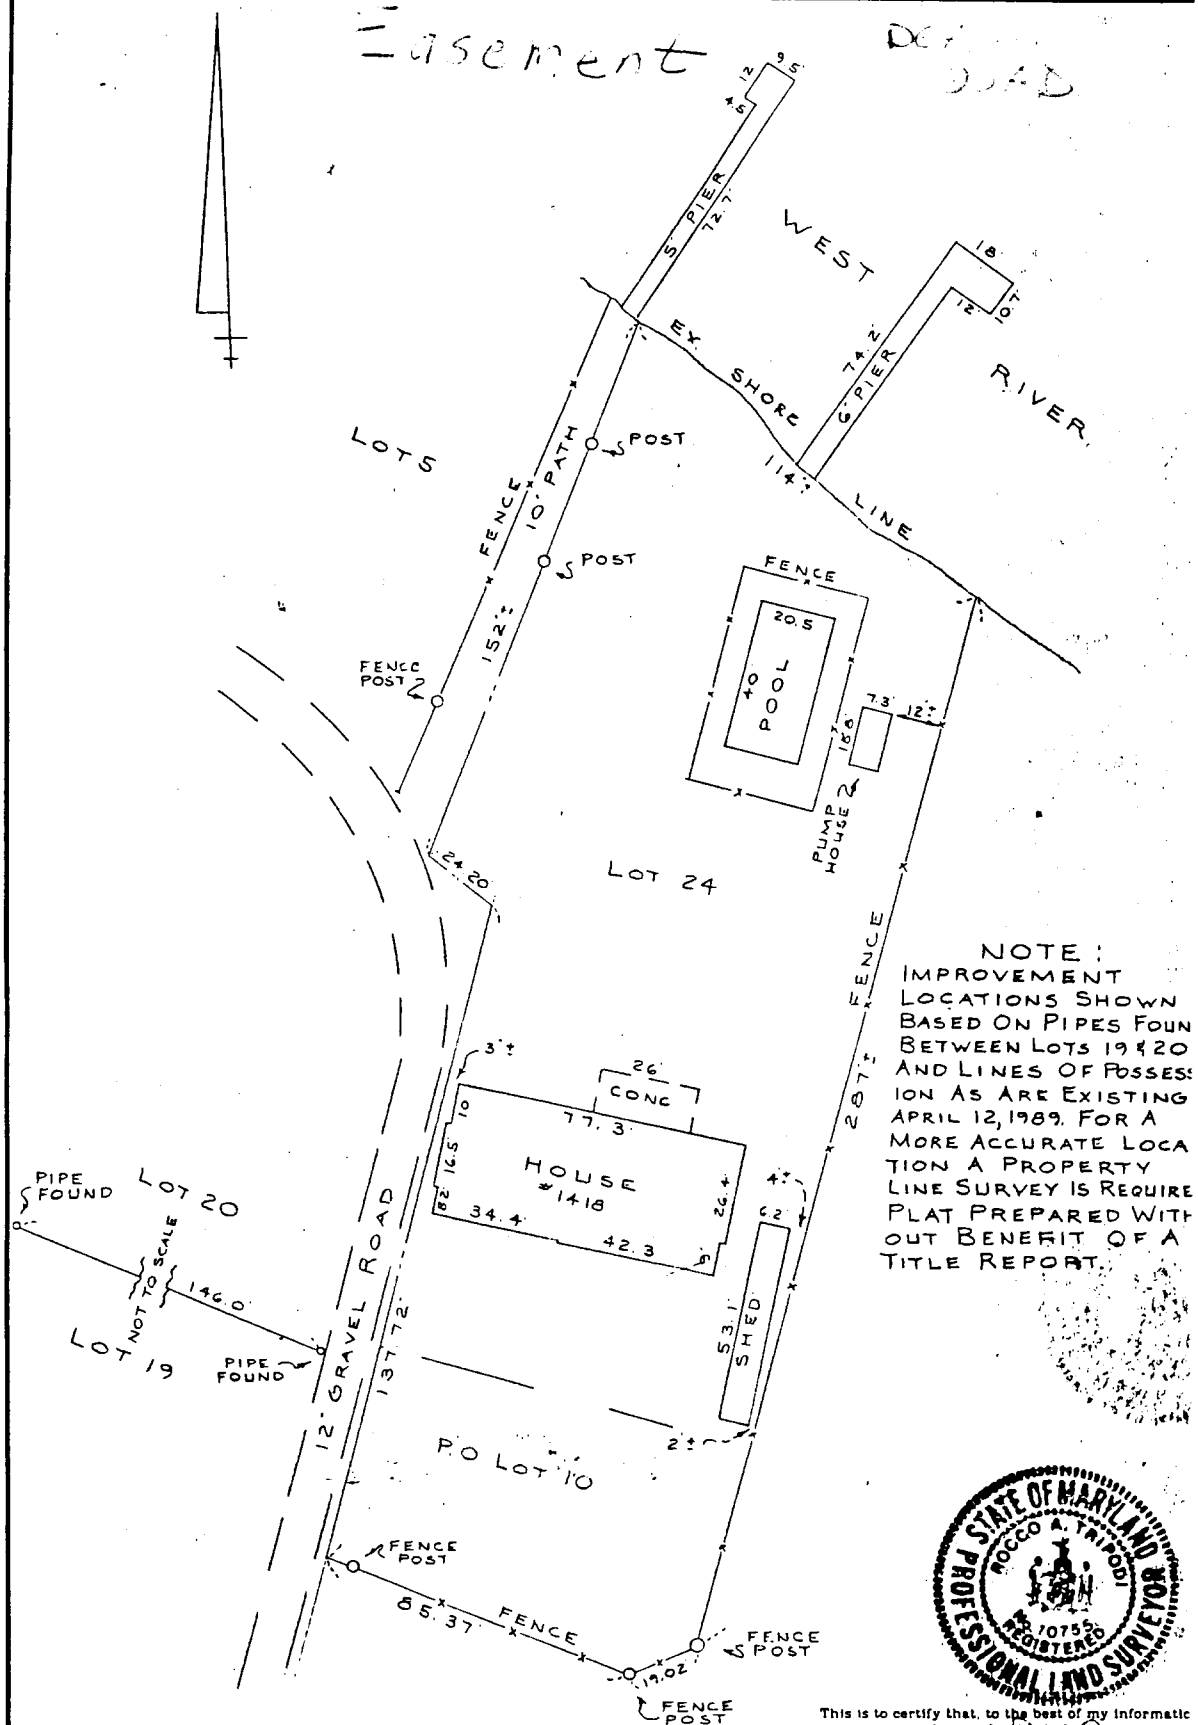 Easement
12
9.5
4.5
5' PIER
72.7'
WEST
RIVER
18'
12'
10.7
74.2'
6' PIER
EX. SHORE LINE
114'±
LOT 5
FENCE
10' PATH
POST
POST
152'±
FENCE
POST
FENCE
20.5
40
POOL
7.3'
12'±
18.8
PUMP
HOUSE
24.20'
LOT 24
FENCE
287'±
NOTE:
IMPROVEMENT
LOCATIONS SHOWN
BASED ON PIPES FOUN
BETWEEN LOTS 19 & 20
AND LINES OF POSSESS
ION AS ARE EXISTING
APRIL 12, 1989. FOR A
MORE ACCURATE LOCA
TION A PROPERTY
LINE SURVEY IS REQUIRE
PLAT PREPARED WITH
OUT BENEFIT OF A
TITLE REPORT.
3'±
26'
CONC
10
77.3'
16.5'
HOUSE
#1418
8.2'
34.4'
42.3
26.4'
9'
4'±
6.2'
53.1'
SHED
2'±
PIPE
FOUND
LOT 20
NOT TO SCALE
146.0'
LOT 19
PIPE
FOUND
12' GRAVEL ROAD
137.72'
P.O LOT 10
FENCE
POST
85.37'
FENCE
19.02'
FENCE
POST
FENCE
POST
STATE OF MARYLAND
PROFESSIONAL LAND SURVEYOR
ROCCO A. TRIPODI
No. 10755
REGISTERED
This is to certify that, to the best of my informatic